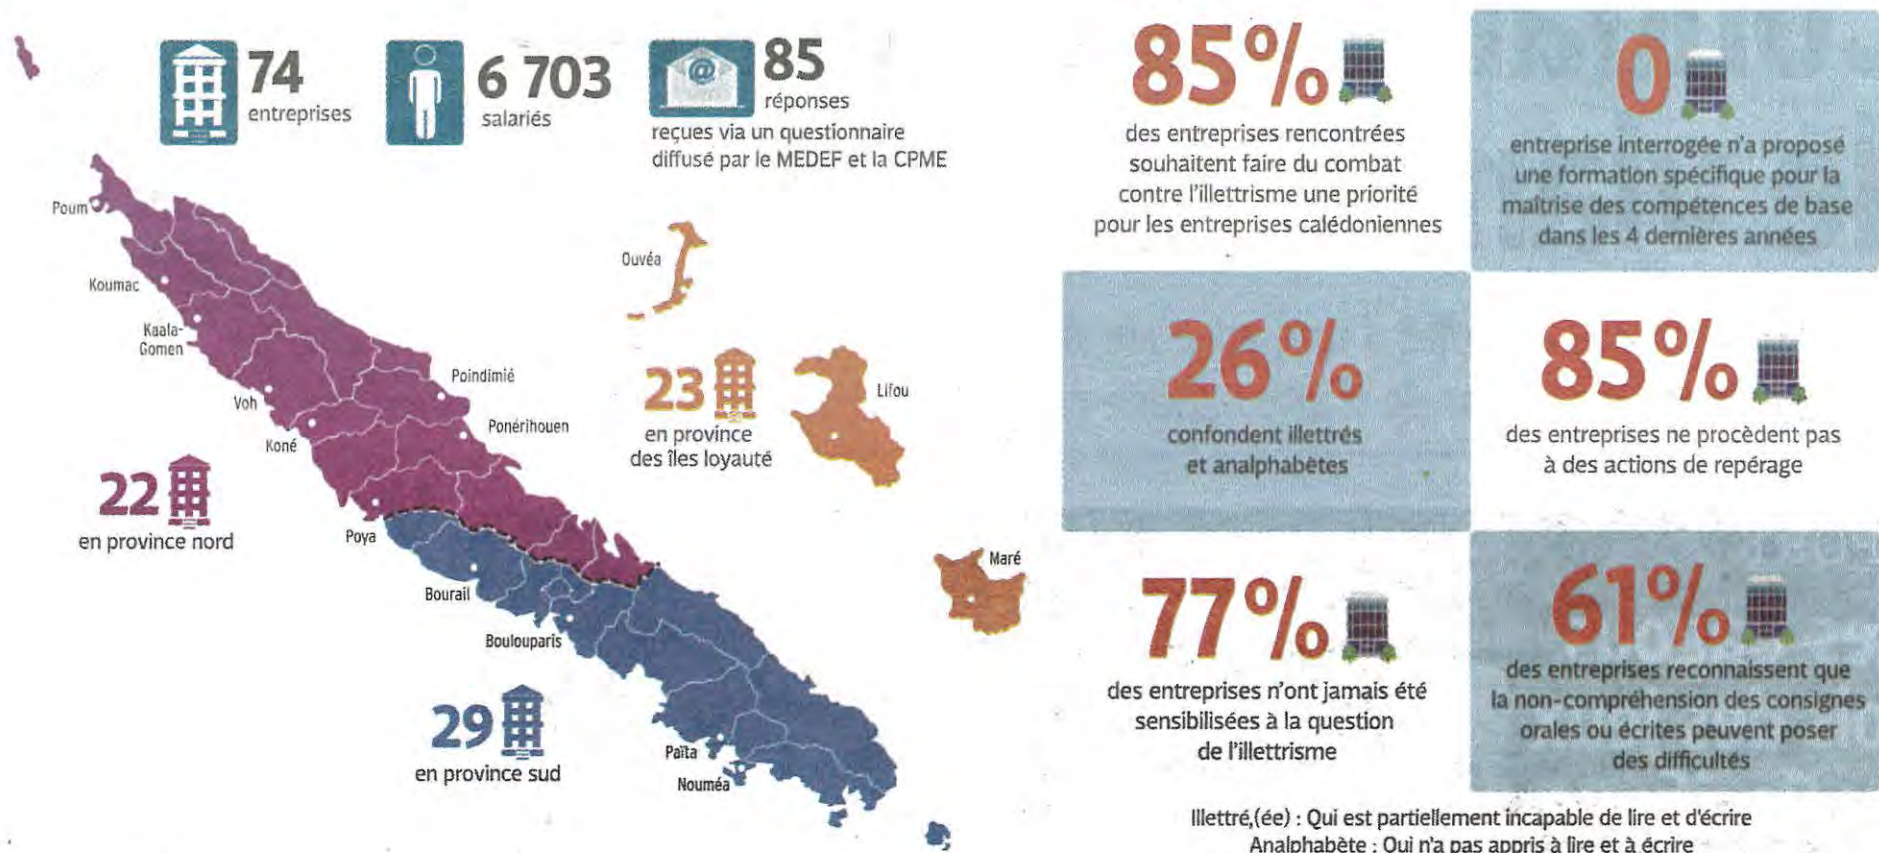 74
entreprises
6 703
salariés
@
85
réponses
reçues via un questionnaire
diffusé par le MEDEF et la CPME
Poum
Koumac
Kaala-
Gomen
Voh
Koné
Poindimié
Ponérihouen
Poya
Bourail
Boulouparis
Païta
Nouméa
Ouvéa
Lifou
Maré
23
en province
des îles loyauté
22
en province nord
29
en province sud
85%
des entreprises rencontrées
souhaitent faire du combat
contre l'illettrisme une priorité
pour les entreprises calédoniennes
0
entreprise interrogée n'a proposé
une formation spécifique pour la
maîtrise des compétences de base
dans les 4 dernières années
26%
confondent illettrés
et analphabètes
85%
des entreprises ne procèdent pas
à des actions de repérage
77%
des entreprises n'ont jamais été
sensibilisées à la question
de l'illettrisme
61%
des entreprises reconnaissent que
la non-compréhension des consignes
orales ou écrites peuvent poser
des difficultés
Illettré,(ée) : Qui est partiellement incapable de lire et d'écrire
Analphabète : Qui n'a pas appris à lire et à écrire